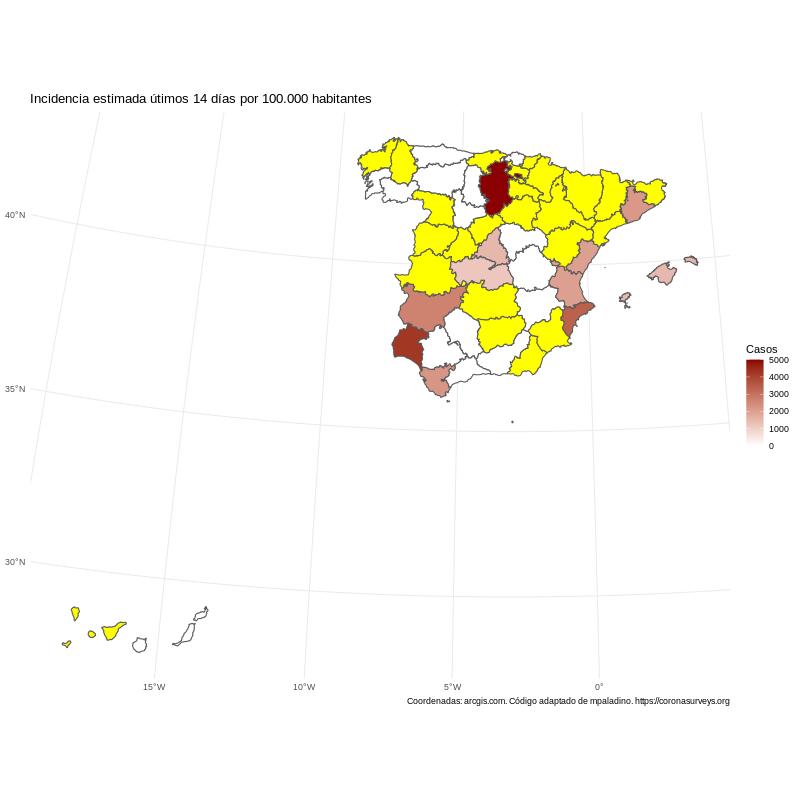 Incidencia estimada útimos 14 días por 100.000 habitantes
40°N
35°N
30°N
15°W
10°W
5°W
0°
Casos
5000
4000
3000
2000
1000
0
Coordenadas: arcgis.com. Código adaptado de mpaladino. https://coronasurveys.org